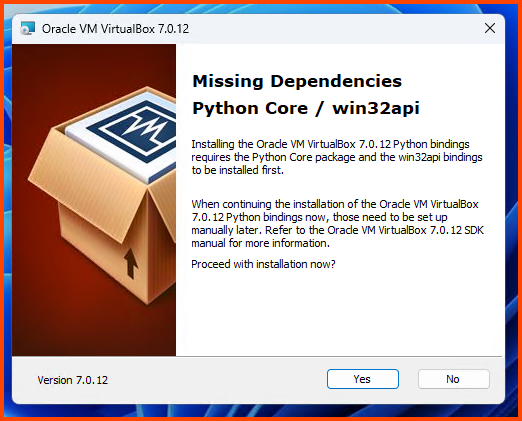 Oracle VM VirtualBox 7.0.12
Missing Dependencies
Python Core / win32api
Installing the Oracle VM VirtualBox 7.0.12 Python bindings
requires the Python Core package and the win32api bindings
to be installed first.
When continuing the installation of the Oracle VM VirtualBox
7.0.12 Python bindings now, those need to be set up
manually later. Refer to the Oracle VM VirtualBox 7.0.12 SDK
manual for more information.
Proceed with installation now?
Version 7.0.12
Yes
No